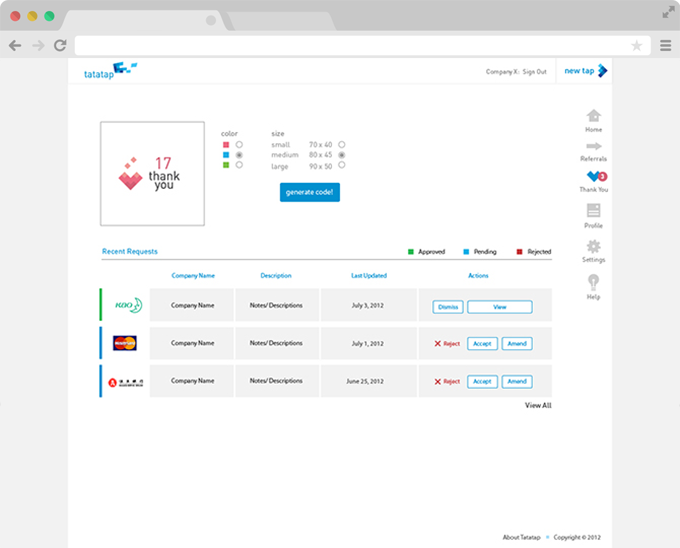 tatatap
Company X: Sign Out
new tap
17
thank
you
color
size
small 70 x 40
medium 80 x 45
large 90 x 50
generate code!
Home
Referrals
3
Thank You
Profile
Settings
Help
Recent Requests
Approved
Pending
Rejected
Company Name Description Last Updated Actions
Company Name Notes/ Descriptions July 3, 2012 Dismiss View
MasterCard Company Name Notes/ Descriptions July 1, 2012 Reject Accept Amend
Company Name Notes/ Descriptions June 25, 2012 Reject Accept Amend
View All
About Tatatap Copyright © 2012